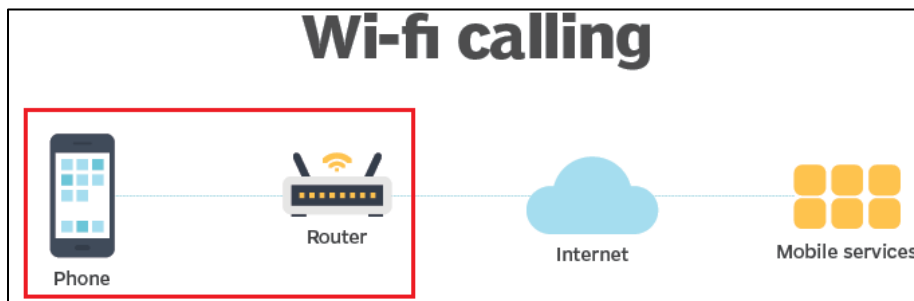 Wi-fi calling
Phone
Router
Internet
Mobile services